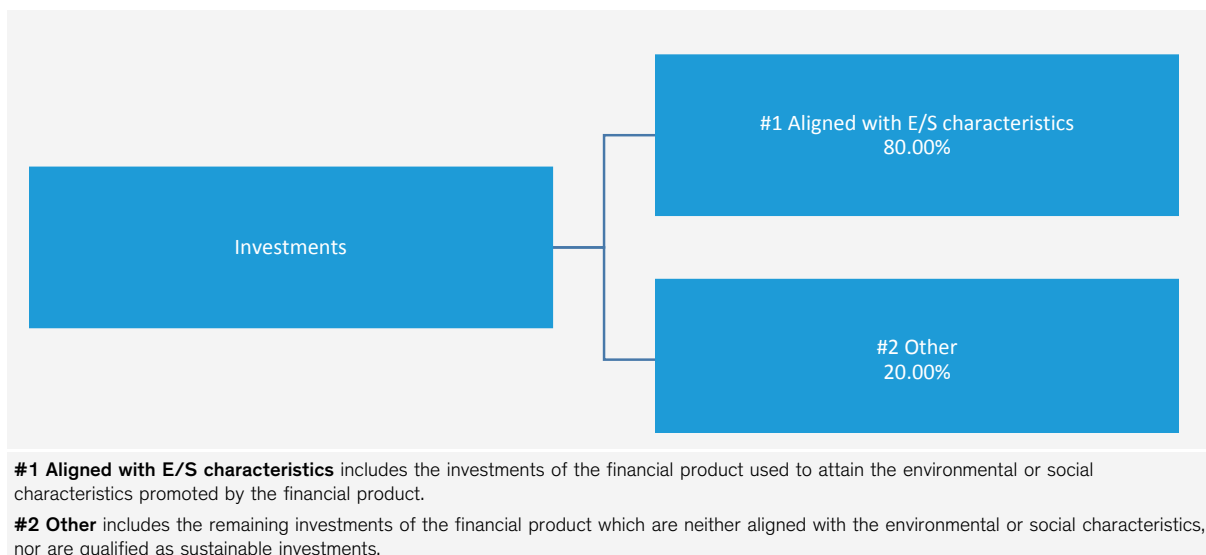 #1 Aligned with E/S characteristics
80.00%
Investments
#2 Other
20.00%
#1 Aligned with E/S characteristics includes the investments of the financial product used to attain the environmental or social
characteristics promoted by the financial product.
#2 Other includes the remaining investments of the financial product which are neither aligned with the environmental or social characteristics,
nor are qualified as sustainable investments.